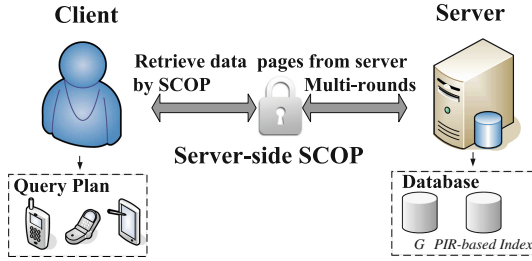 Client
Server
Retrieve data pages from server
by SCOP Multi-rounds
Server-side SCOP
Query Plan
Database
G PIR-based Index